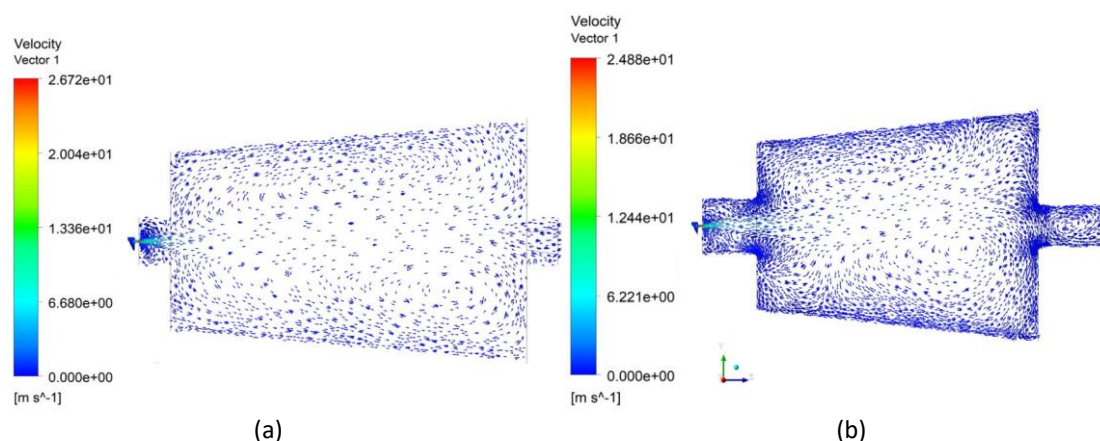 Velocity
Vector 1
2.672e+01
2.004e+01
1.336e+01
6.680e+00
0.000e+00
[m s^-1]
(a)
Velocity
Vector 1
2.488e+01
1.866e+01
1.244e+01
6.221e+00
0.000e+00
[m s^-1]
(b)